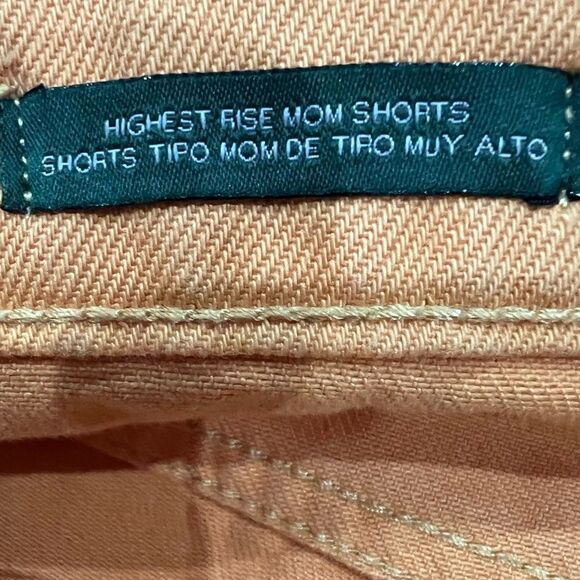 HIGHEST RISE MOM SHORTS
SHORTS TIPO MOM DE TIRO MUY ALTO